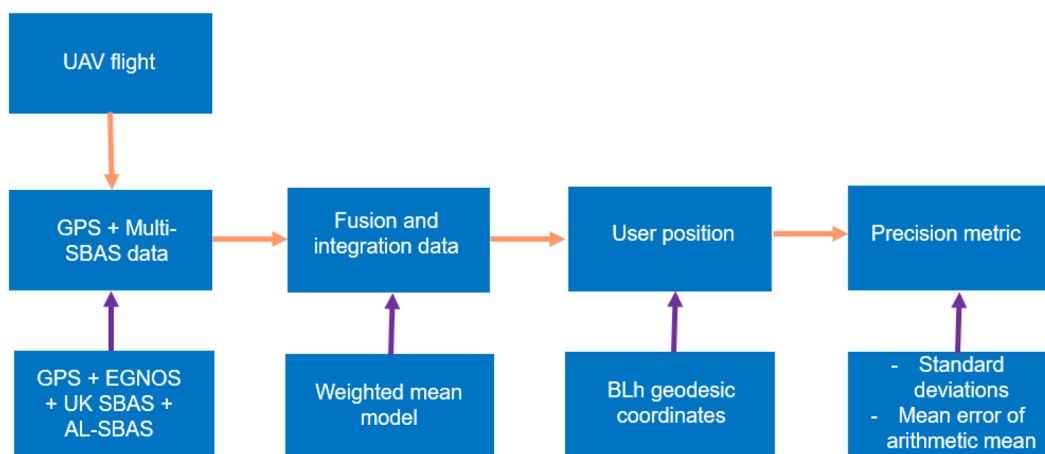 UAV flight
GPS + Multi-
SBAS data
Fusion and
integration data
User position
Precision metric
GPS + EGNOS
+ UK SBAS +
AL-SBAS
Weighted mean
model
BLh geodesic
coordinates
- Standard
deviations
- Mean error of
arithmetic mean